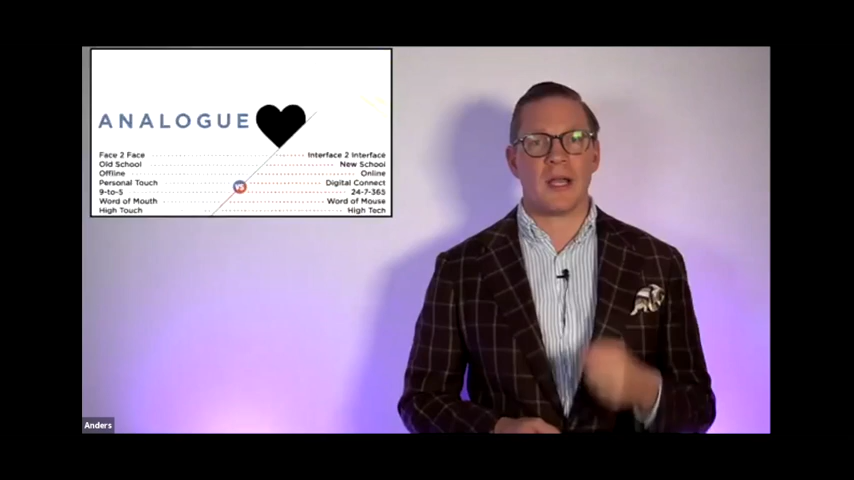 ANALOGUE
Face 2 Face Interface 2 Interface
Old School New School
Offline Online
Personal Touch Digital Connect
VS
9-to-5 24-7-365
Word of Mouth Word of Mouse
High Touch High Tech
Anders